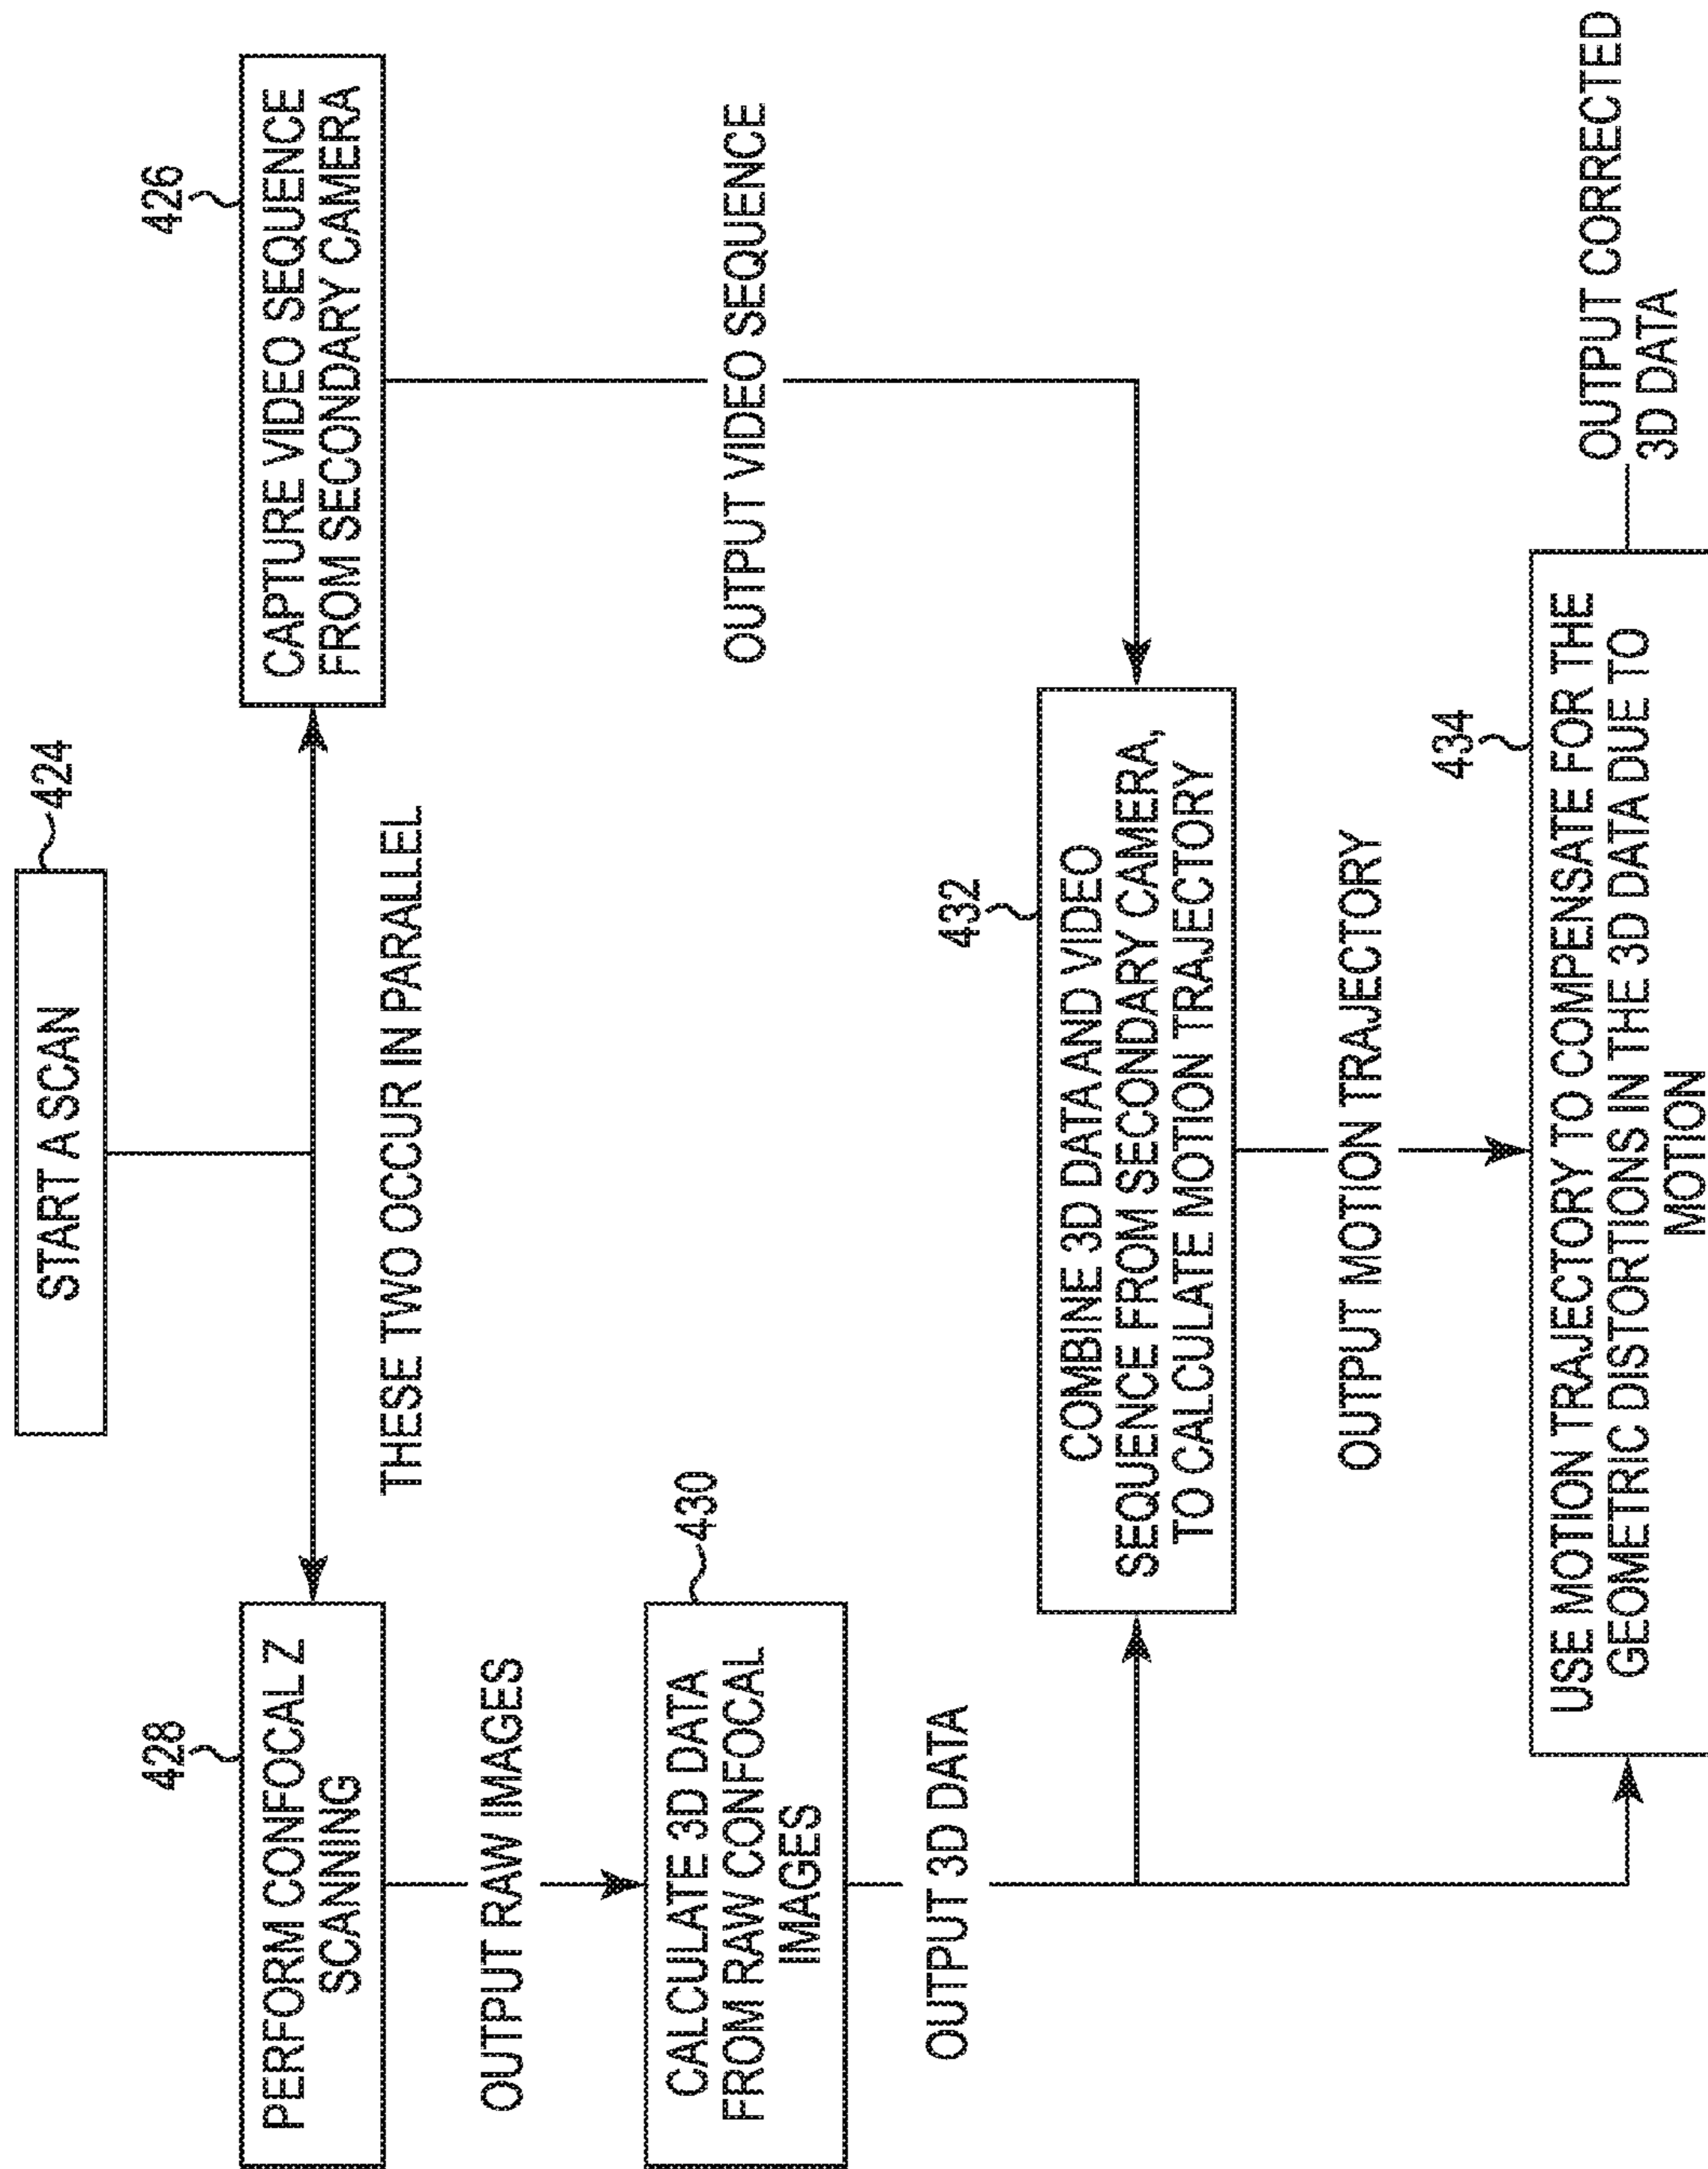 START A SCAN
424
428
PERFORM CONFOCAL Z
SCANNING
THESE TWO OCCUR IN PARALLEL
426
CAPTURE VIDEO SEQUENCE
FROM SECONDARY CAMERA
OUTPUT RAW IMAGES
430
CALCULATE 3D DATA
FROM RAW CONFOCAL
IMAGES
OUTPUT VIDEO SEQUENCE
OUTPUT 3D DATA
432
COMBINE 3D DATA AND VIDEO
SEQUENCE FROM SECONDARY CAMERA,
TO CALCULATE MOTION TRAJECTORY
OUTPUT MOTION TRAJECTORY
434
USE MOTION TRAJECTORY TO COMPENSATE FOR THE
GEOMETRIC DISTORTIONS IN THE 3D DATA DUE TO
MOTION
OUTPUT CORRECTED
3D DATA